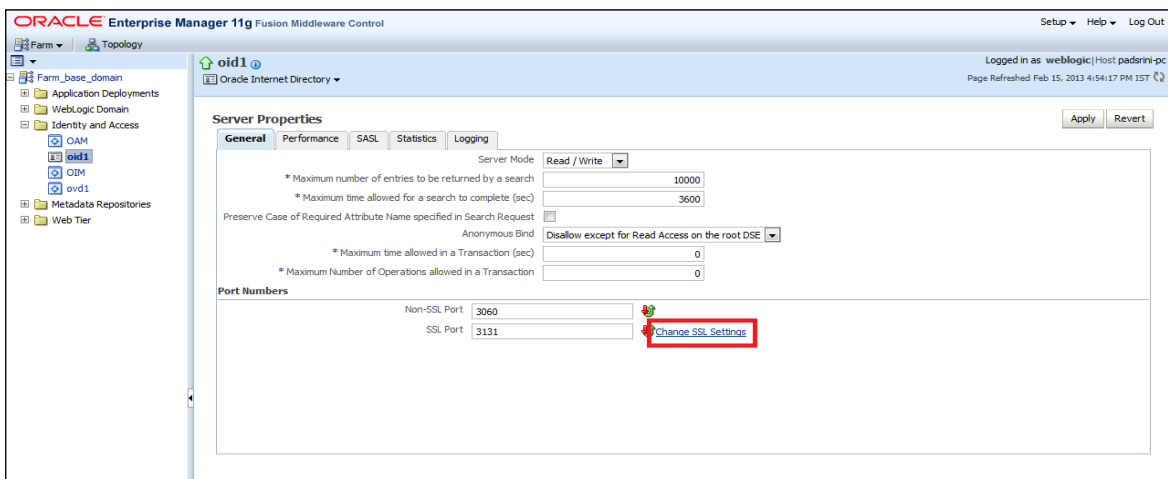 ORACLE Enterprise Manager 11g Fusion Middleware Control
Setup Help Log Out
Farm Topology
oid1
Logged in as weblogic|Host padsrini-pc
Oracle Internet Directory
Page Refreshed Feb 15, 2013 4:54:17 PM IST
Farm_base_domain
Application Deployments
WebLogic Domain
Identity and Access
OAM
oid1
OIM
ovd1
Metadata Repositories
Web Tier
Server Properties
Apply Revert
General Performance SASL Statistics Logging
Server Mode Read / Write
* Maximum number of entries to be returned by a search 10000
* Maximum time allowed for a search to complete (sec) 3600
Preserve Case of Required Attribute Name specified in Search Request
Anonymous Bind Disallow except for Read Access on the root DSE
* Maximum time allowed in a Transaction (sec) 0
* Maximum Number of Operations allowed in a Transaction 0
Port Numbers
Non-SSL Port 3060
SSL Port 3131 Change SSL Settings